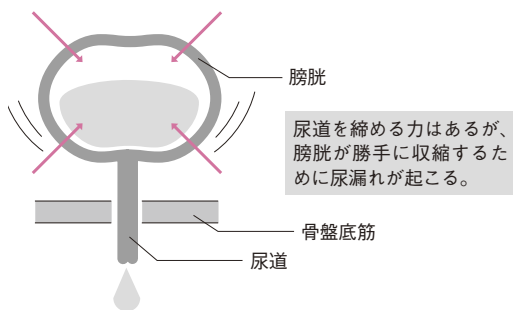 膀胱
尿道を締める力はあるが、
膀胱が勝手に収縮するた
めに尿漏れが起こる。
骨盤底筋
尿道